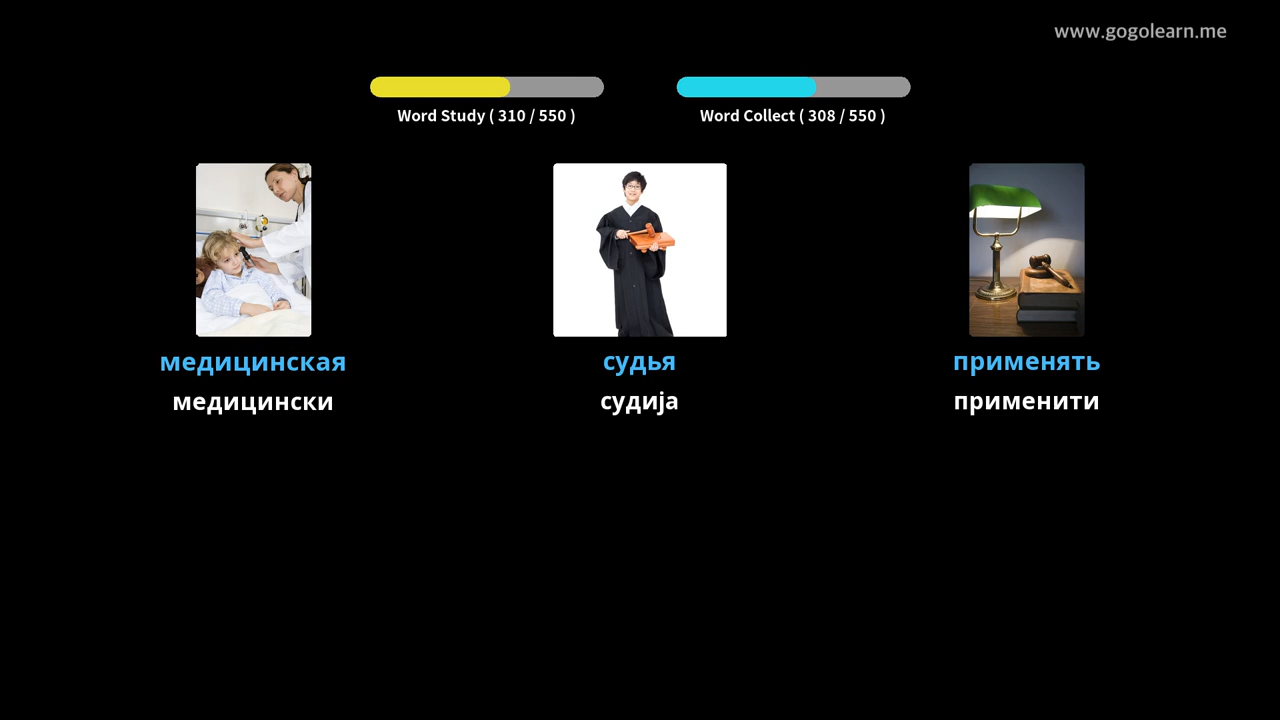 www.gogolearn.me
Word Study ( 310 / 550 )
Word Collect ( 308 / 550 )
медицинская
судья
применять
медицински
судија
применити